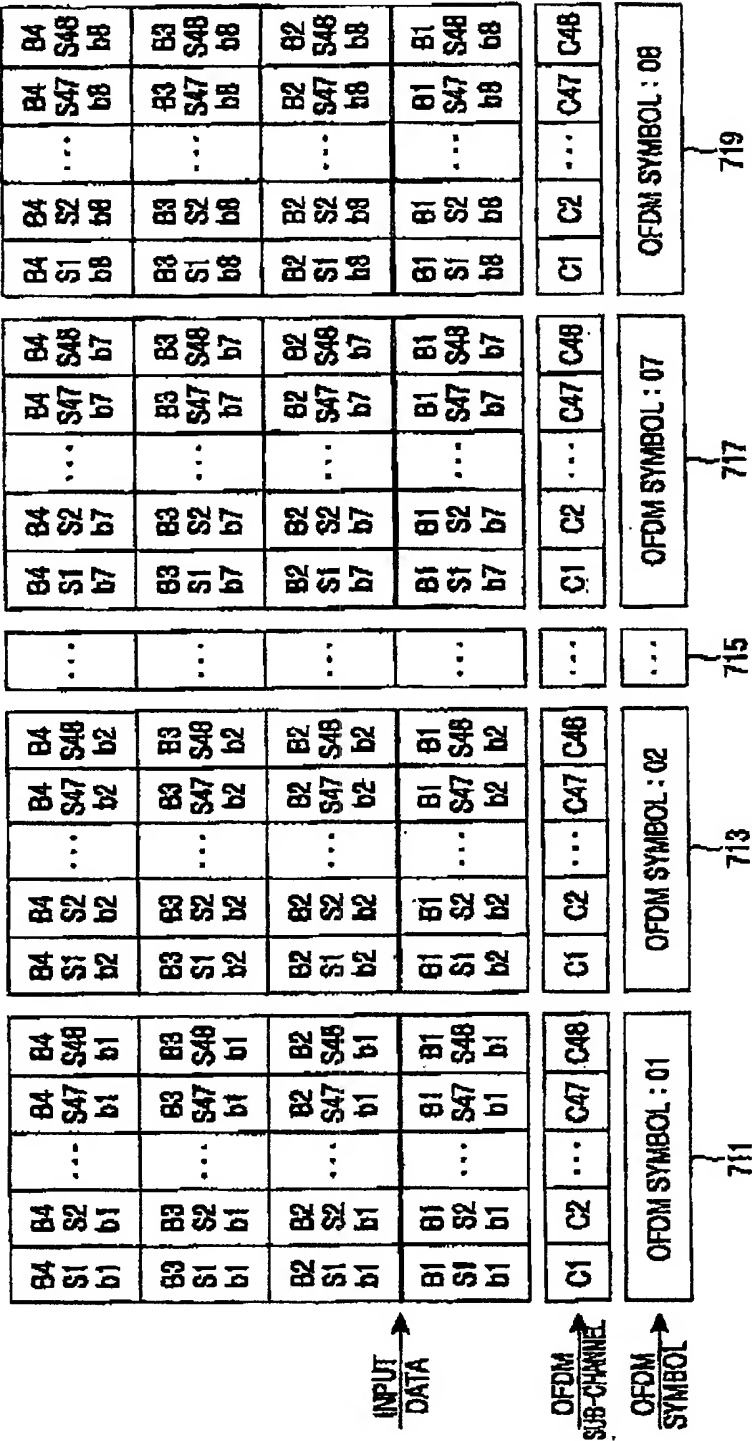 B4 B4 B4 B4 B4 B4 B4 B4 B4 B4 B4 B4 B4 B4 B4 B4
S1 S2 ... S47 S48 S1 S2 ... S47 S48 ... S1 S2 ... S47 S48 S1 S2 ... S47 S48
b1 b1 b1 b1 b2 b2 b2 b2 b7 b7 b7 b7 b8 b8 b8 b8
B3 B3 B3 B3 B3 B3 B3 B3 B3 B3 B3 B3 B3 B3 B3 B3
S1 S2 ... S47 S48 S1 S2 ... S47 S48 ... S1 S2 ... S47 S48 S1 S2 ... S47 S48
b1 b1 b1 b1 b2 b2 b2 b2 b7 b7 b7 b7 b8 b8 b8 b8
B2 B2 B2 B2 B2 B2 B2 B2 B2 B2 B2 B2 B2 B2 B2 B2
S1 S2 ... S47 S48 S1 S2 ... S47 S48 ... S1 S2 ... S47 S48 S1 S2 ... S47 S48
b1 b1 b1 b1 b2 b2 b2 b2 b7 b7 b7 b7 b8 b8 b8 b8
INPUT
DATA
B1 B1 B1 B1 B1 B1 B1 B1 B1 B1 B1 B1 B1 B1 B1 B1
S1 S2 ... S47 S48 S1 S2 ... S47 S48 ... S1 S2 ... S47 S48 S1 S2 ... S47 S48
b1 b1 b1 b1 b2 b2 b2 b2 b7 b7 b7 b7 b8 b8 b8 b8
OFDM
SUB-CHANNEL
C1 C2 ... C47 C48 C1 C2 ... C47 C48 ... C1 C2 ... C47 C48 C1 C2 ... C47 C48
OFDM
SYMBOL
OFDM SYMBOL : 01 OFDM SYMBOL : 02 ... OFDM SYMBOL : 07 OFDM SYMBOL : 08
711 713 715 717 719